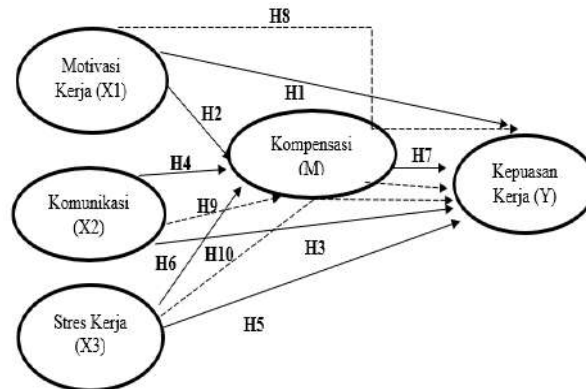 H8
Motivasi
Kerja (X1)
H1
H2
Kompensasi
(M)
H7
H4
Kepuasan
Kerja (Y)
Komunikasi
(X2)
H9
H6
H10
H3
Stres Kerja
(X3)
H5